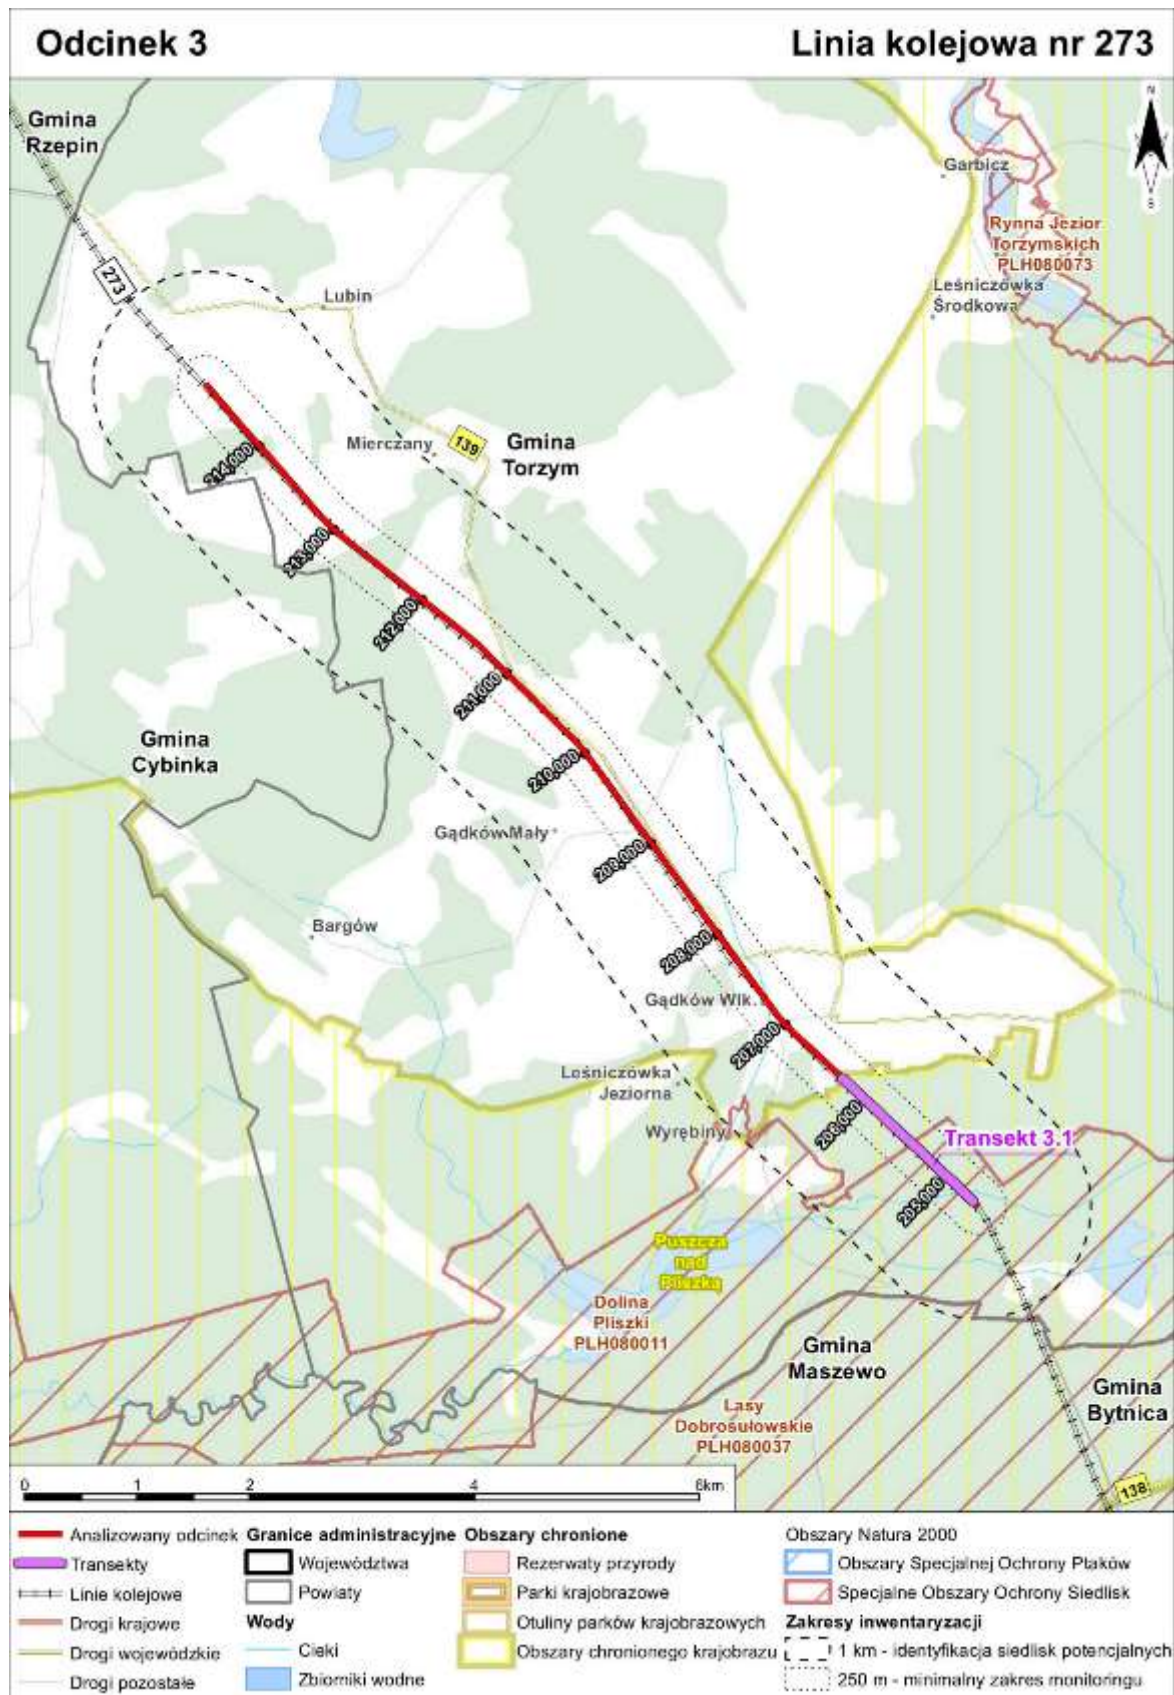 Odcinek 3
Linia kolejowa nr 273
Gmina
Rzepin
N
Garbicz
S
Rynna Jezior
Torzymskich
PLH080073
273
Leśniczówka
Środkowa
Lubin
Mierczany
139
Gmina
Torzym
214,000
213,000
212,000
211,000
Gmina
Cybinka
210,000
Gądków Mały
209,000
Bargów
208,000
Gądków Wlk.
207,000
Leśniczówka
Jeziorna
206,000
Wyrębiny
Transekt 3.1
205,000
Puszcza
nad
Pliszką
Dolina
Pliszki
PLH080011
Gmina
Maszewo
Gmina
Bytnica
Lasy
Dobrosułowskie
PLH080037
138
0 1 2 4 6km
Analizowany odcinek
Transekty
Linie kolejowe
Drogi krajowe
Drogi wojewódzkie
Drogi pozostałe
Granice administracyjne
Województwa
Powiaty
Wody
Cieki
Zbiorniki wodne
Obszary chronione
Rezerwaty przyrody
Parki krajobrazowe
Otuliny parków krajobrazowych
Obszary chronionego krajobrazu
Obszary Natura 2000
Obszary Specjalnej Ochrony Ptaków
Specjalne Obszary Ochrony Siedlisk
Zakresy inwentaryzacji
1 km - identyfikacja siedlisk potencjalnych
250 m - minimalny zakres monitoringu